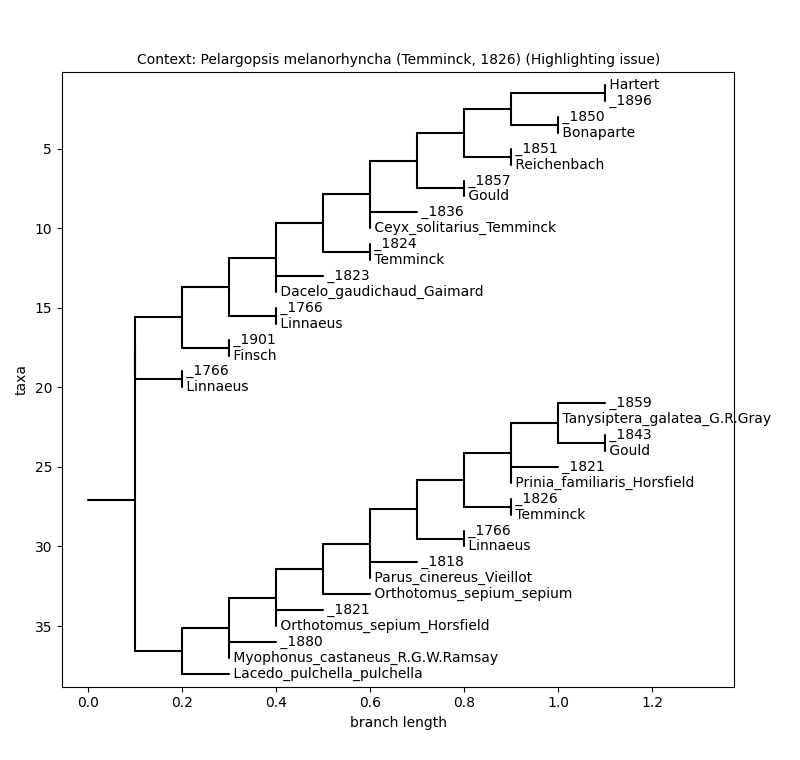 Context: Pelargopsis melanorhyncha (Temminck, 1826) (Highlighting issue)
Hartert
_1896
_1850
Bonaparte
_1851
Reichenbach
_1857
Gould
_1836
Ceyx_solitarius_Temminck
_1824
Temminck
_1823
Dacelo_gaudichaud_Gaimard
_1766
Linnaeus
_1901
Finsch
_1766
Linnaeus
_1859
Tanysiptera_galatea_G.R.Gray
_1843
Gould
_1821
Prinia_familiaris_Horsfield
_1826
Temminck
_1766
Linnaeus
_1818
Parus_cinereus_Vieillot
Orthotomus_sepium_sepium
_1821
Orthotomus_sepium_Horsfield
_1880
Myophonus_castaneus_R.G.W.Ramsay
Lacedo_pulchella_pulchella
5
10
15
20
25
30
35
taxa
0.0 0.2 0.4 0.6 0.8 1.0 1.2
branch length